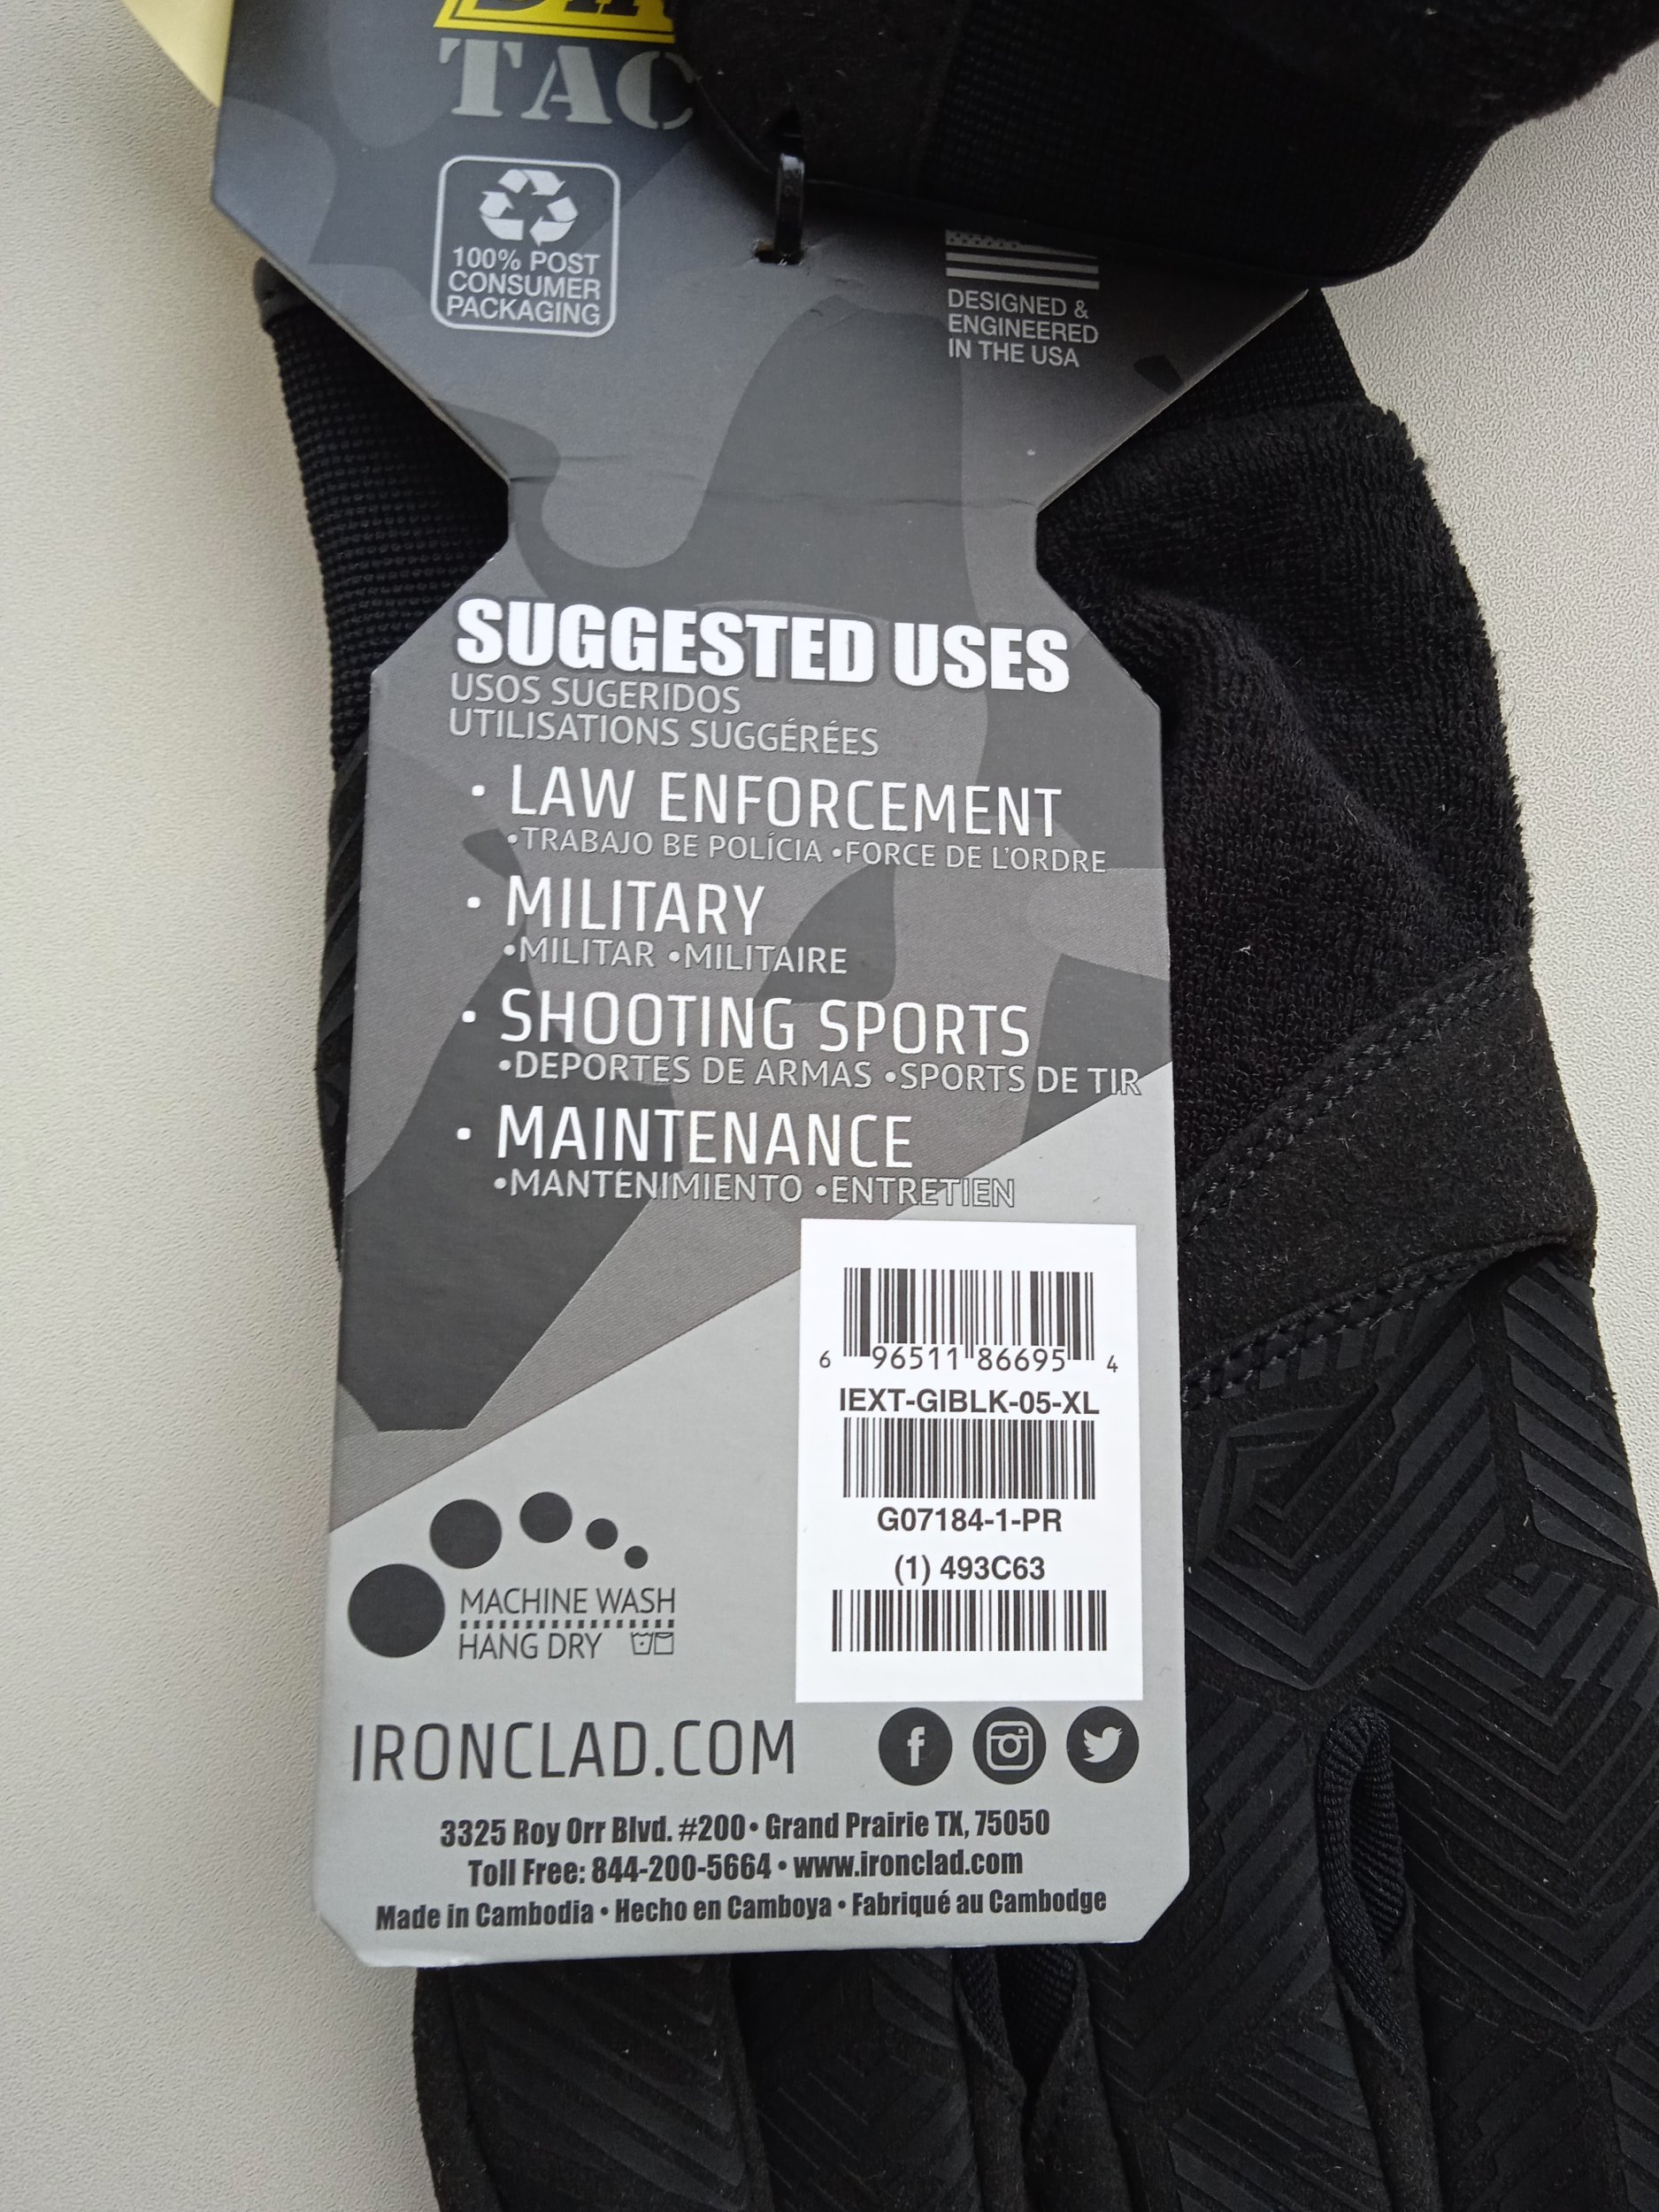 TAC
100% POST
CONSUMER
PACKAGING
DESIGNED &
ENGINEERED
IN THE USA
SUGGESTED USES
USOS SUGERIDOS
UTILISATIONS SUGGÉRÉES
· LAW ENFORCEMENT
•TRABAJO BE POLÍCIA •FORCE DE L'ORDRE
· MILITARY
•MILITAR •MILITAIRE
· SHOOTING SPORTS
•DEPORTES DE ARMAS •SPORTS DE TIR
· MAINTENANCE
•MANTENIMIENTO •ENTRETIEN
6 96511 86695 4
IEXT-GIBLK-05-XL
G07184-1-PR
(1) 493C63
MACHINE WASH
HANG DRY
IRONCLAD.COM
3325 Roy Orr Blvd. #200 • Grand Prairie TX, 75050
Toll Free: 844-200-5664 • www.ironclad.com
Made in Cambodia • Hecho en Camboya • Fabriqué au Cambodge